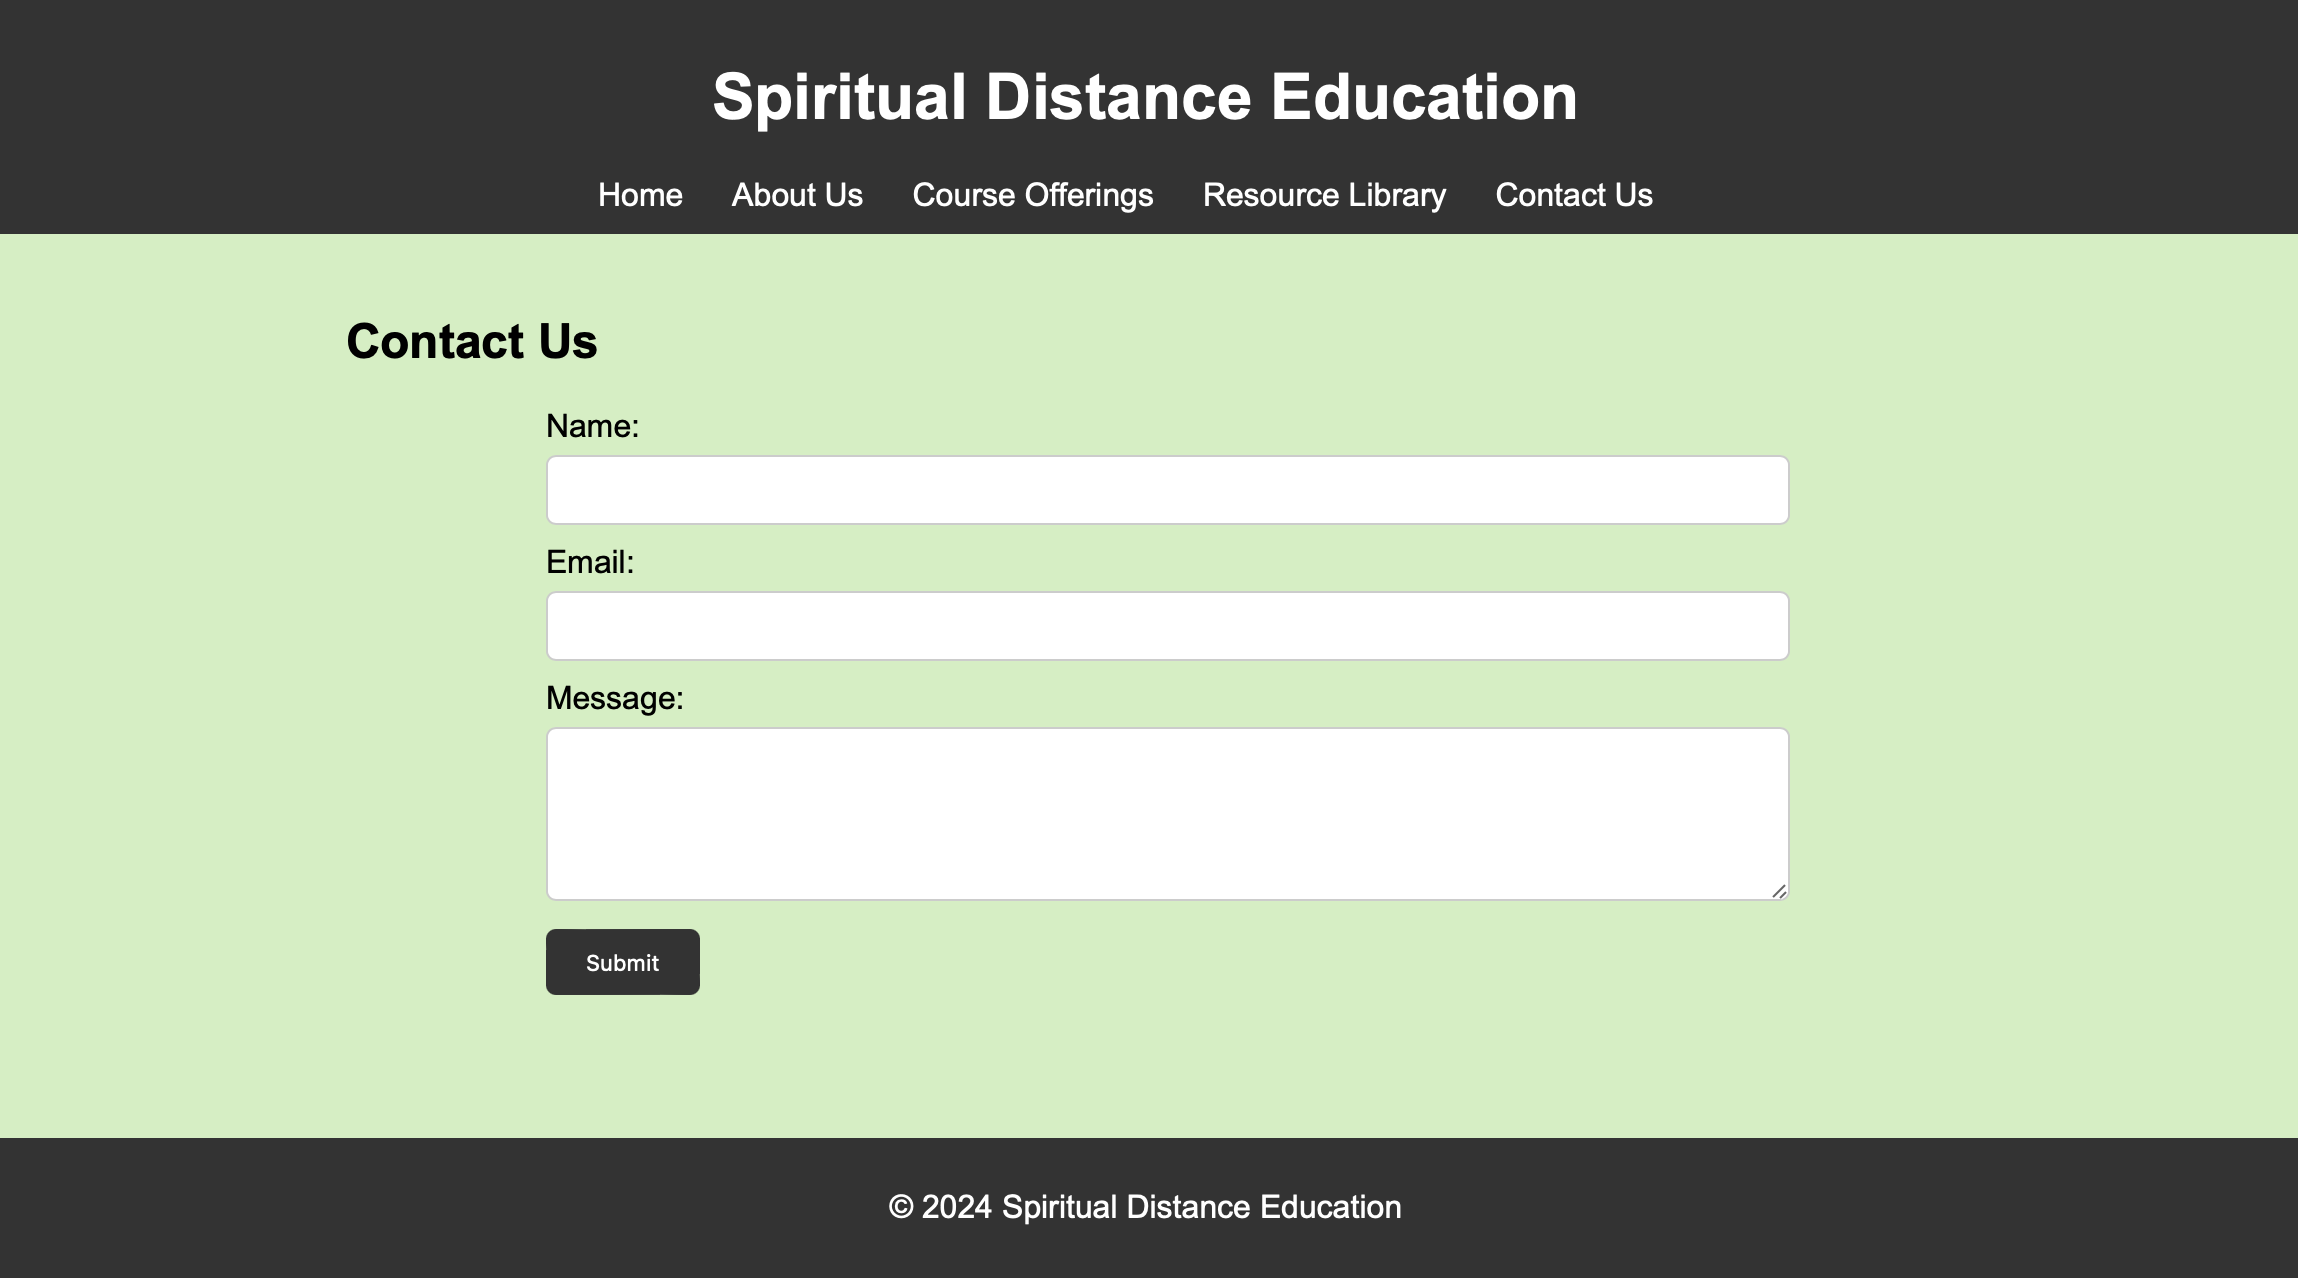 Spiritual Distance Education
Home About Us Course Offerings Resource Library Contact Us
Contact Us
Name:
Email:
Message:
Submit
© 2024 Spiritual Distance Education